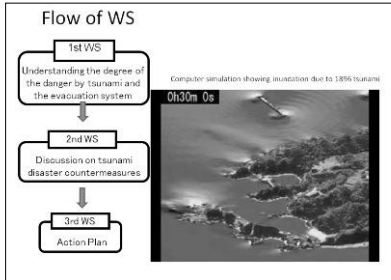 Flow of WS
1st WS
Understanding the degree of
the danger by tsunami and
the evacuation system
2nd WS
Discussion on tsunami
disaster countermeasures
3rd WS
Action Plan
Computer simulation showing inundation due to 1896 tsunami
0h30m 0s